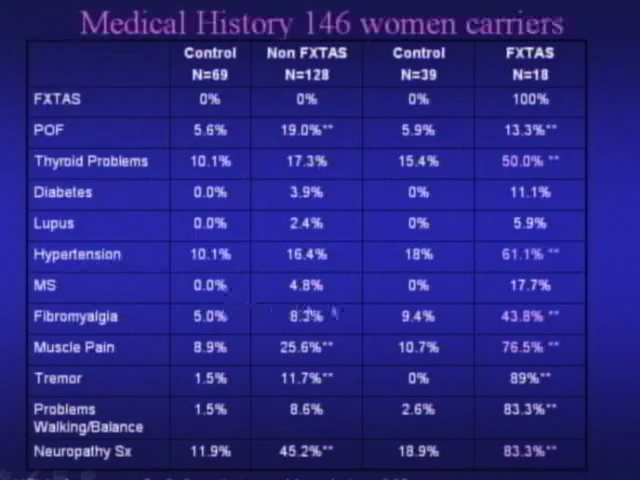 Medical History 146 women carriers
Control Non FXTAS Control FXTAS
N=69 N=128 N=39 N=18
FXTAS 0% 0% 0% 100%
POF 5.6% 19.0%** 5.9% 13.3%**
Thyroid Problems 10.1% 17.3% 15.4% 50.0% **
Diabetes 0.0% 3.9% 0% 11.1%
Lupus 0.0% 2.4% 0% 5.9%
Hypertension 10.1% 16.4% 18% 61.1% **
MS 0.0% 4.8% 0% 17.7%
Fibromyalgia 5.0% 8.3% 9.4% 43.8% **
Muscle Pain 8.9% 25.6%** 10.7% 76.5% **
Tremor 1.5% 11.7%** 0% 89%**
Problems 1.5% 8.6% 2.6% 83.3%**
Walking/Balance
Neuropathy Sx 11.9% 45.2%** 18.9% 83.3%**